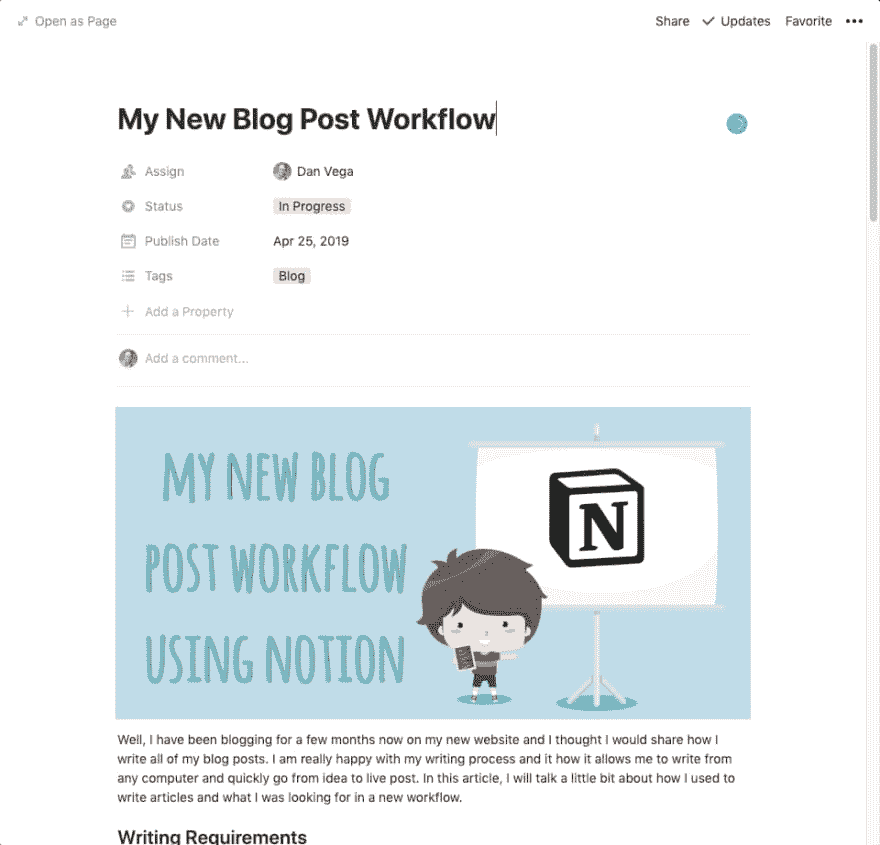 Open as Page
Share
Updates
Favorite
•••
My New Blog Post Workflow
Assign
Dan Vega
Status
In Progress
Publish Date
Apr 25, 2019
Tags
Blog
Add a Property
Add a comment...
MY NEW BLOG
POST WORKFLOW
USING NOTION
N
Well, I have been blogging for a few months now on my new website and I thought I would share how I
write all of my blog posts. I am really happy with my writing process and it how it allows me to write from
any computer and quickly go from idea to live post. In this article, I will talk a little bit about how I used to
write articles and what I was looking for in a new workflow.
Writing Requirements